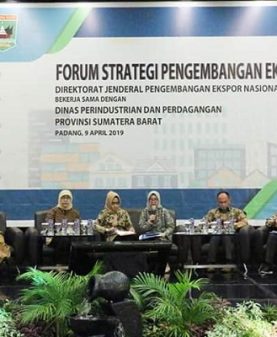 FORUM STRATEGI PENGEMBANGAN EK
DIREKTORAT JENDERAL PENGEMBANGAN EKSPOR NASIONA
BEKERJA SAMA DENGAN
DINAS PERINDUSTRIAN DAN PERDAGANGAN
PROVINSI SUMATERA BARAT
PADANG, 9 APRIL 2019